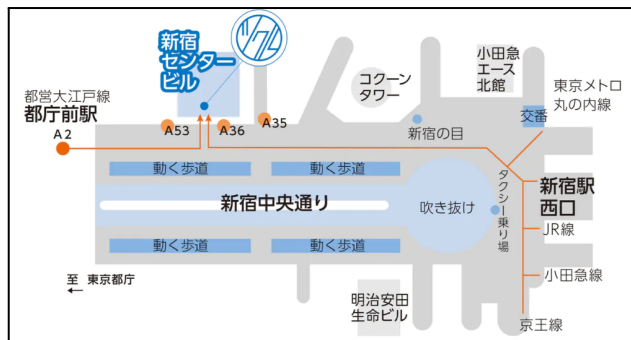 新宿
センター
ビル
都営大江戸線
都庁前駅
A2
A53
A36
A35
コクーン
タワー
小田急
エース
北館
東京メトロ
丸の内線
交番
新宿の目
動く歩道
動く歩道
新宿中央通り
吹き抜け
タクシー乗り場
新宿駅
西口
JR線
動く歩道
動く歩道
至 東京都庁
小田急線
明治安田
生命ビル
京王線